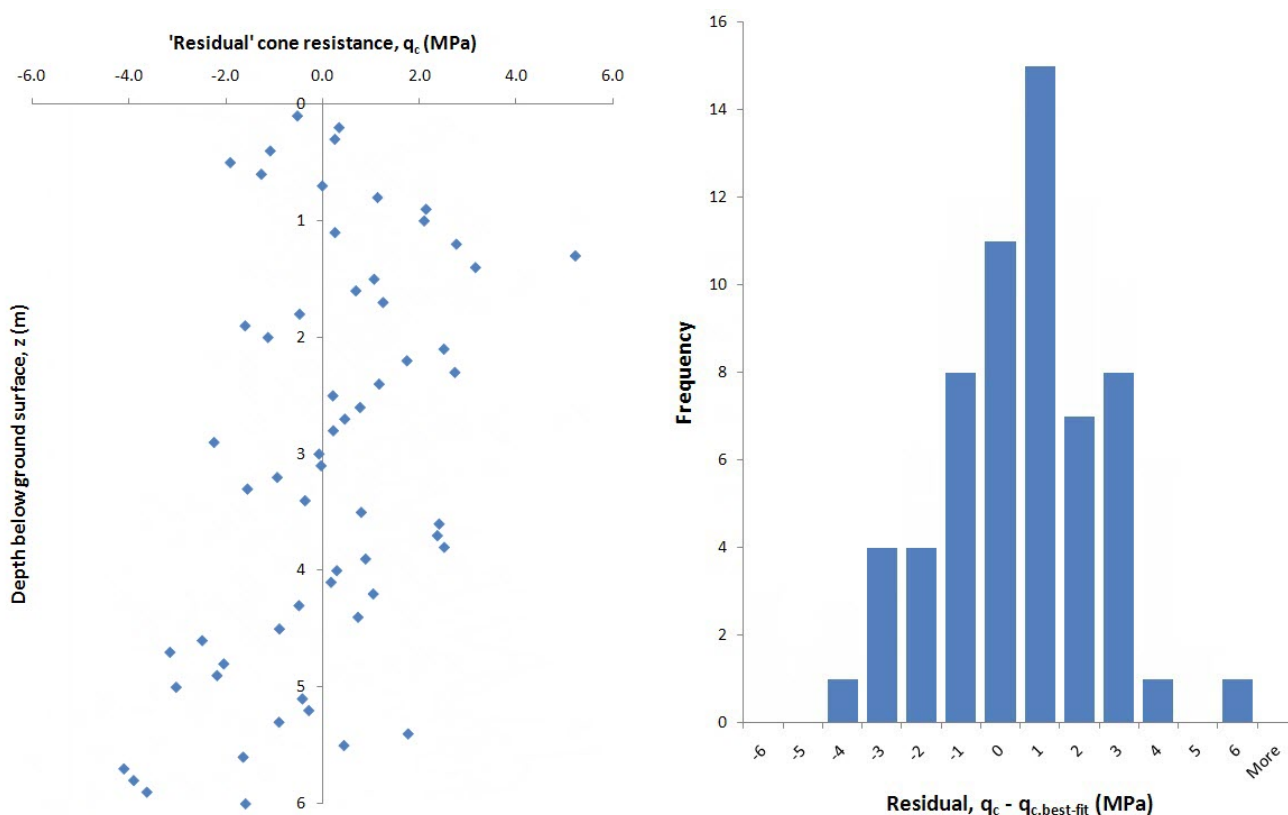 'Residual' cone resistance, qc (MPa)
-6.0 -4.0 -2.0 0.0 2.0 4.0 6.0
0
1
2
3
4
5
6
Depth below ground surface, z (m)
16
14
12
10
8
6
4
2
0
Frequency
-6 -5 -4 -3 -2 -1 0 1 2 3 4 5 6 More
Residual, qc - qc,best-fit (MPa)